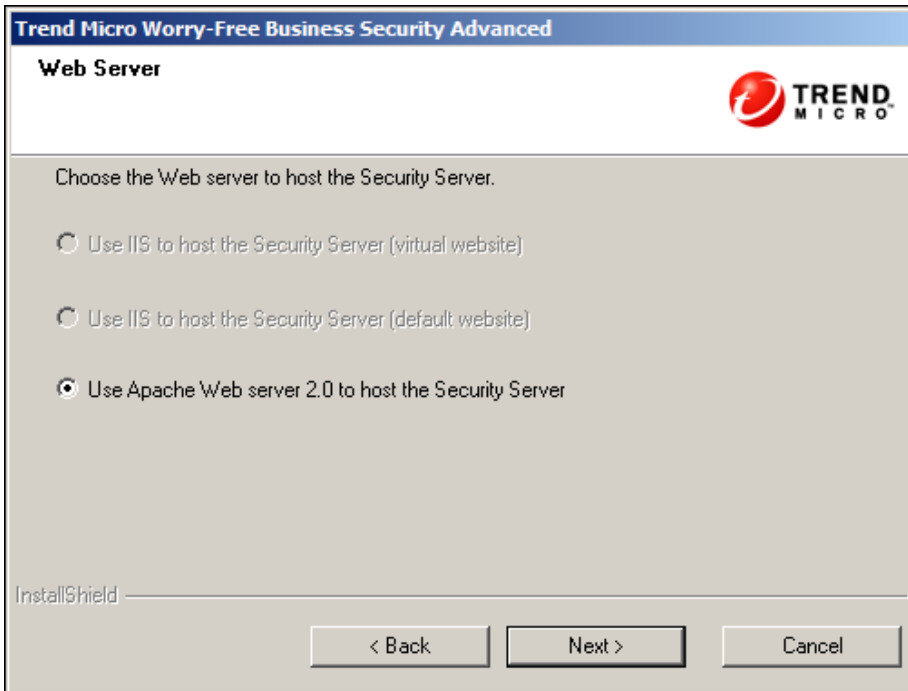 Trend Micro Worry-Free Business Security Advanced
Web Server
TREND
MICRO
Choose the Web server to host the Security Server.
Use IIS to host the Security Server (virtual website)
Use IIS to host the Security Server (default website)
Use Apache Web server 2.0 to host the Security Server
InstallShield
< Back Next > Cancel